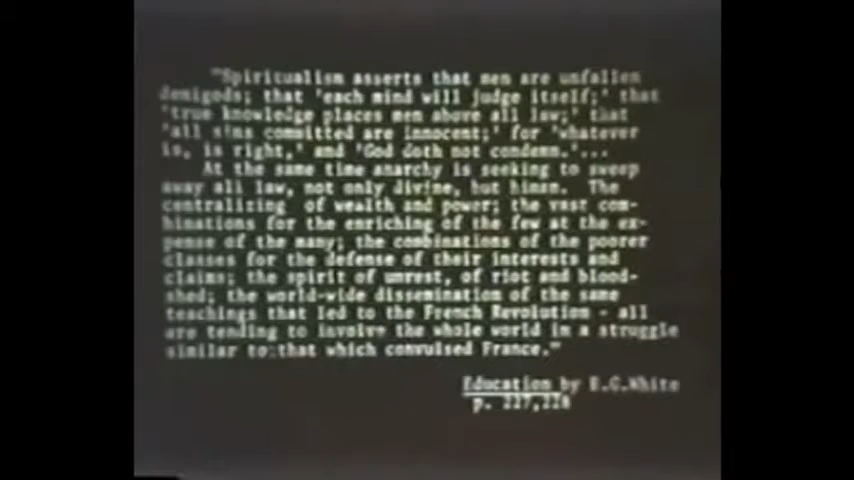 "Spiritualism asserts that men are unfallen
demigods; that 'each mind will judge itself;' that
'true knowledge places men above all law;' that
'all sins committed are innocent;' for 'whatever
is, is right,' and 'God doth not condemn.'...
At the same time anarchy is seeking to sweep
away all law, not only divine, but human. The
centralizing of wealth and power; the vast com-
binations for the enriching of the few at the ex-
pense of the many; the combinations of the poorer
classes for the defense of their interests and
claims; the spirit of unrest, of riot and blood-
shed; the world-wide dissemination of the same
teachings that led to the French Revolution - all
are tending to involve the whole world in a struggle
similar to that which convulsed France."
Education by E.G.White
p. 227,228